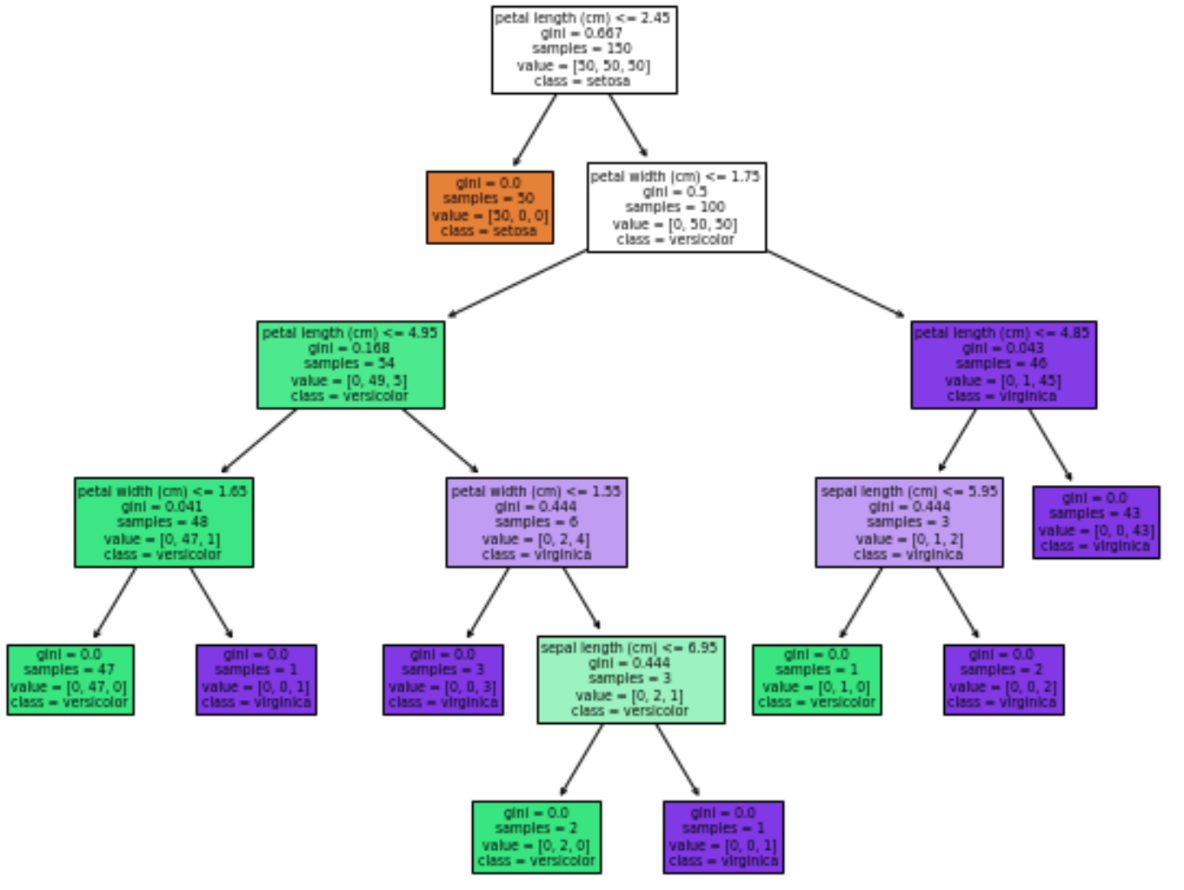 petal length (cm) <= 2.45
gini = 0.667
samples = 150
value = [50, 50, 50]
class = setosa
gini = 0.0
samples = 50
value = [50, 0, 0]
class = setosa
petal width (cm) <= 1.75
gini = 0.5
samples = 100
value = [0, 50, 50]
class = versicolor
petal length (cm) <= 4.95
gini = 0.168
samples = 54
value = [0, 49, 5]
class = versicolor
petal length (cm) <= 4.85
gini = 0.043
samples = 46
value = [0, 1, 45]
class = virginica
petal width (cm) <= 1.65
gini = 0.041
samples = 48
value = [0, 47, 1]
class = versicolor
petal width (cm) <= 1.55
gini = 0.444
samples = 6
value = [0, 2, 4]
class = virginica
sepal length (cm) <= 5.95
gini = 0.444
samples = 3
value = [0, 1, 2]
class = virginica
gini = 0.0
samples = 43
value = [0, 0, 43]
class = virginica
gini = 0.0
samples = 47
value = [0, 47, 0]
class = versicolor
gini = 0.0
samples = 1
value = [0, 0, 1]
class = virginica
gini = 0.0
samples = 3
value = [0, 0, 3]
class = virginica
sepal length (cm) <= 6.95
gini = 0.444
samples = 3
value = [0, 2, 1]
class = versicolor
gini = 0.0
samples = 1
value = [0, 1, 0]
class = versicolor
gini = 0.0
samples = 2
value = [0, 0, 2]
class = virginica
gini = 0.0
samples = 2
value = [0, 2, 0]
class = versicolor
gini = 0.0
samples = 1
value = [0, 0, 1]
class = virginica